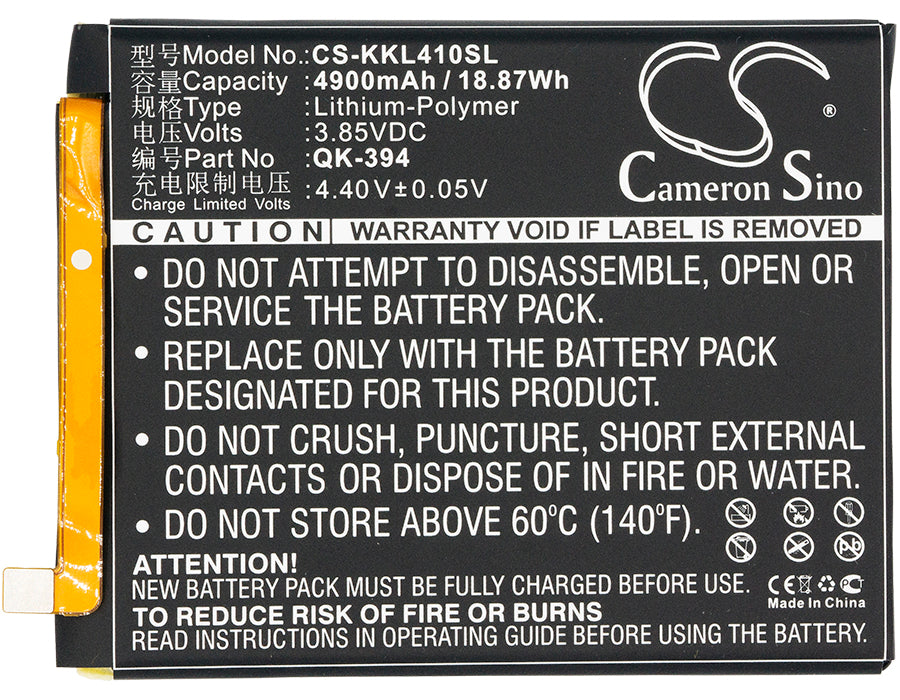 型号Model No.:CS-KKL410SL
容量Capacity :4900mAh / 18.87Wh
规格Type :Lithium-Polymer
电压Volts :3.85VDC
编号Part No :QK-394
充电限制电压:4.40V±0.05V
Charge Limited Volts
CS
®
Cameron Sino
CAUTION WARRANTY VOID IF LABEL IS REMOVED
• DO NOT ATTEMPT TO DISASSEMBLE, OPEN OR
SERVICE THE BATTERY PACK.
• REPLACE ONLY WITH THE BATTERY PACK
DESIGNATED FOR THIS PRODUCT.
• DO NOT CRUSH, PUNCTURE, SHORT EXTERNAL
CONTACTS OR DISPOSE OF IN FIRE OR WATER.
• DO NOT STORE ABOVE 60°C (140°F).
Pb
ATTENTION:
NEW BATTERY PACK MUST BE FULLY CHARGED BEFORE USE.
CE
Made In China
TO REDUCE RISK OF FIRE OR BURNS
READ INSTRUCTIONS IN OPERATING GUIDE BEFORE USING THE BATTERY.